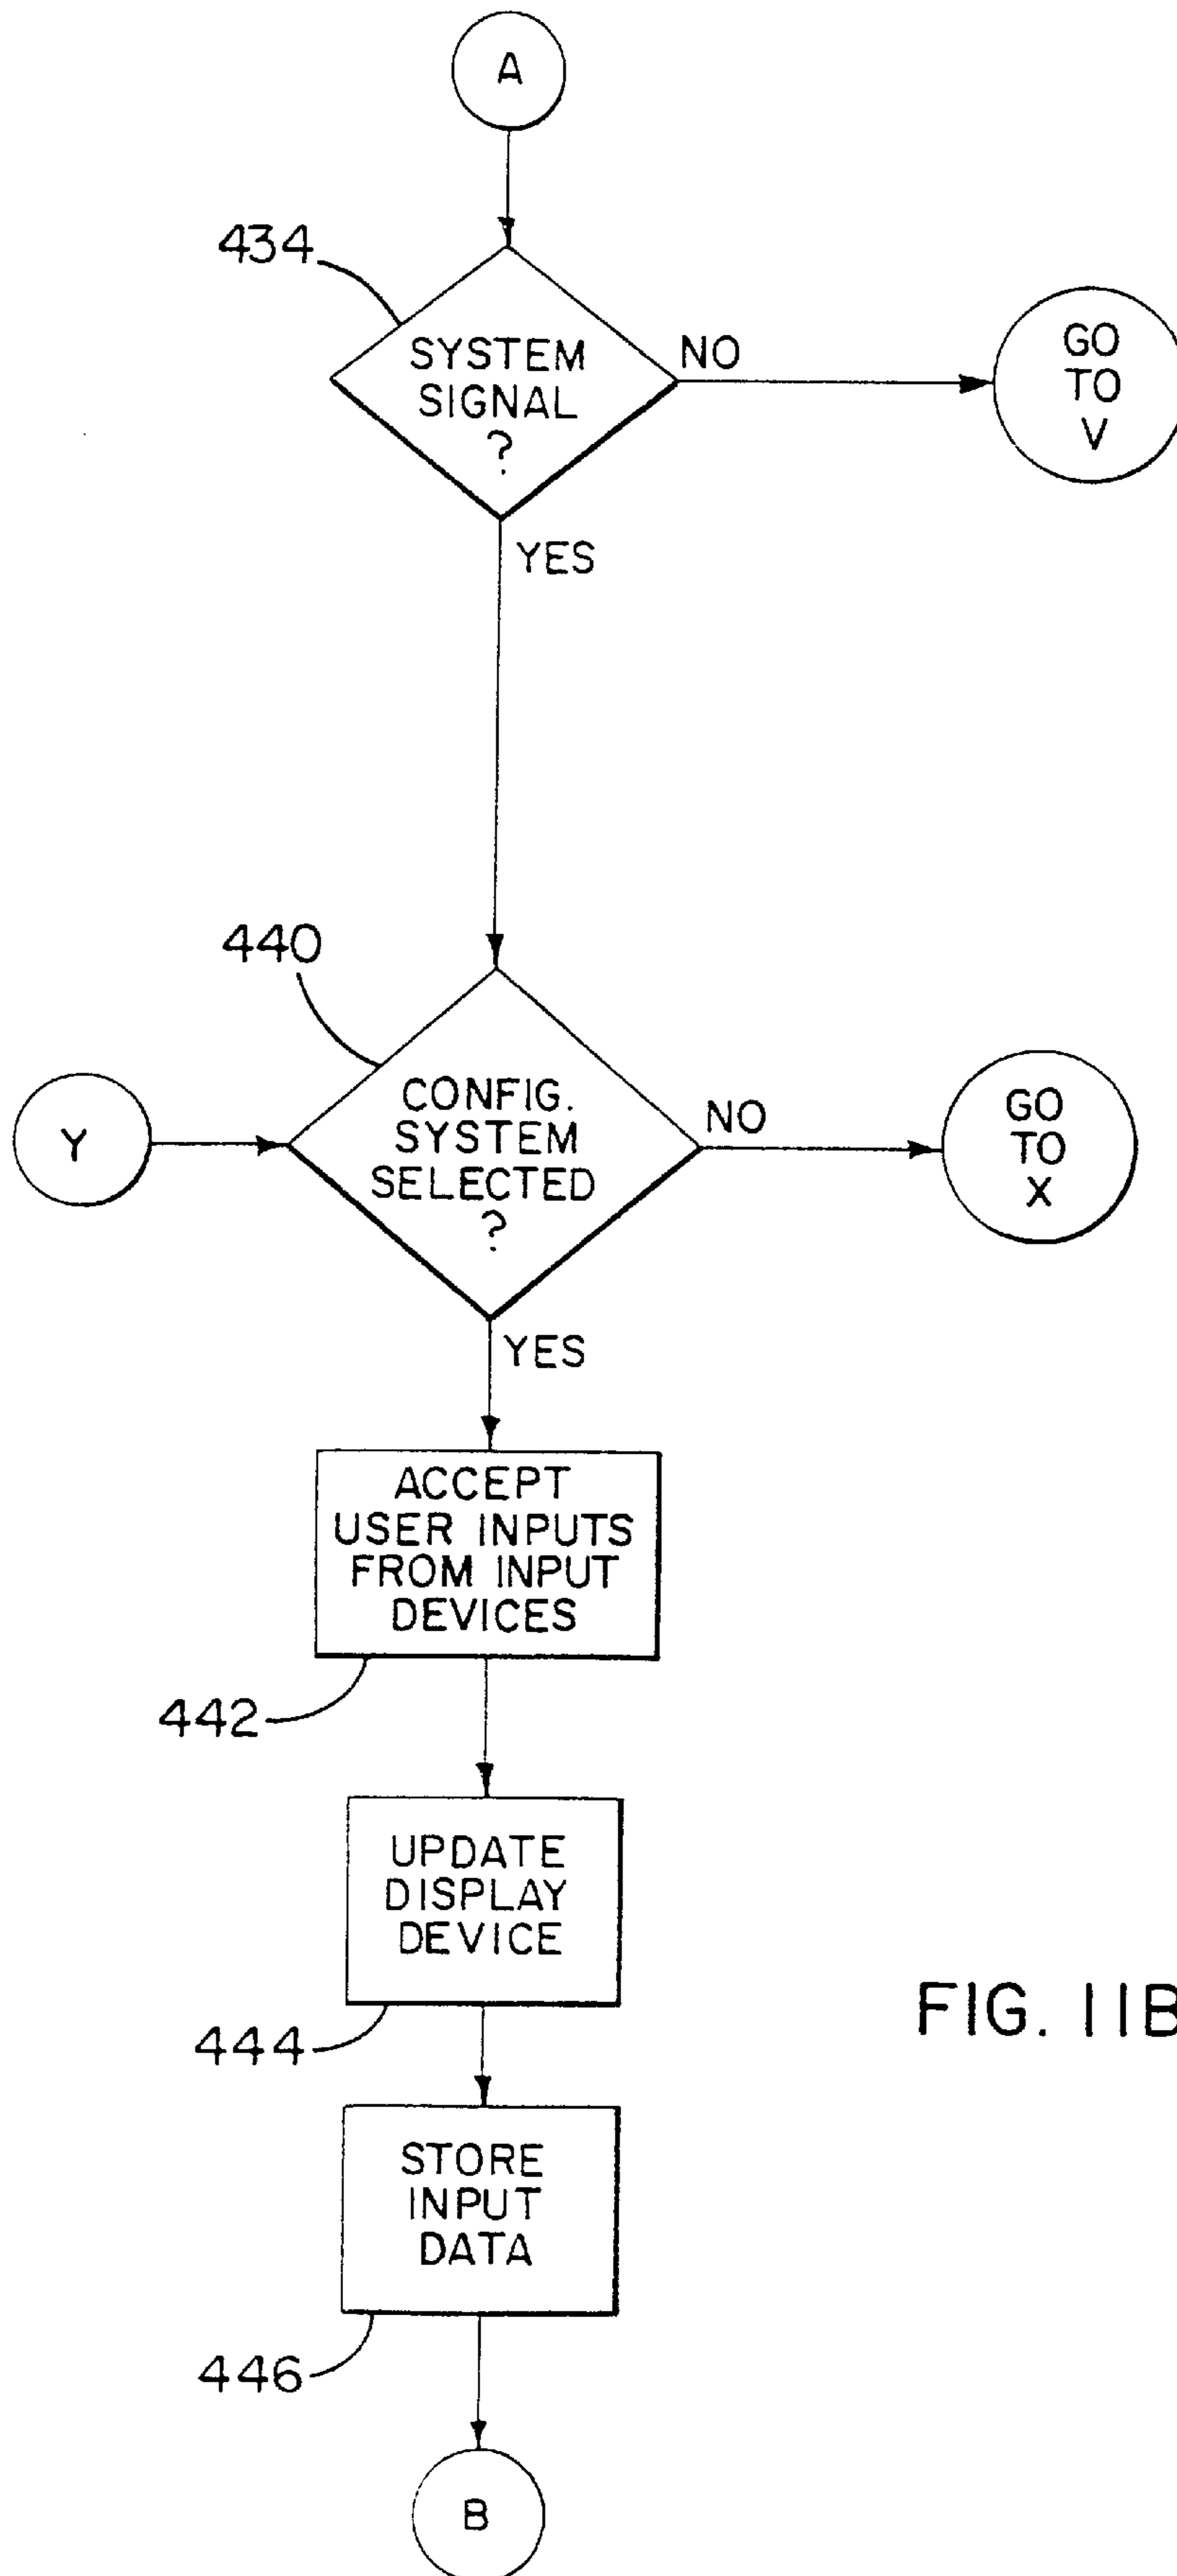 A
434
SYSTEM
SIGNAL
?
NO
GO
TO
V
YES
440
Y
CONFIG.
SYSTEM
SELECTED
?
NO
GO
TO
X
YES
ACCEPT
USER INPUTS
FROM INPUT
DEVICES
442
UPDATE
DISPLAY
DEVICE
444
FIG. 11B
STORE
INPUT
DATA
446
B